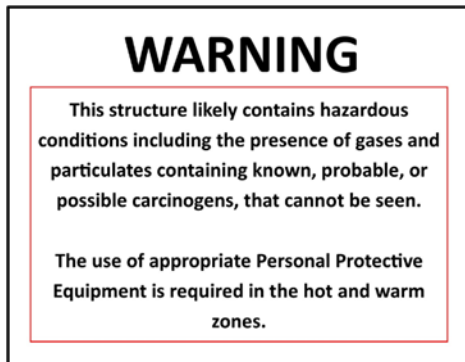 WARNING
This structure likely contains hazardous
conditions including the presence of gases and
particulates containing known, probable, or
possible carcinogens, that cannot be seen.
The use of appropriate Personal Protective
Equipment is required in the hot and warm
zones.